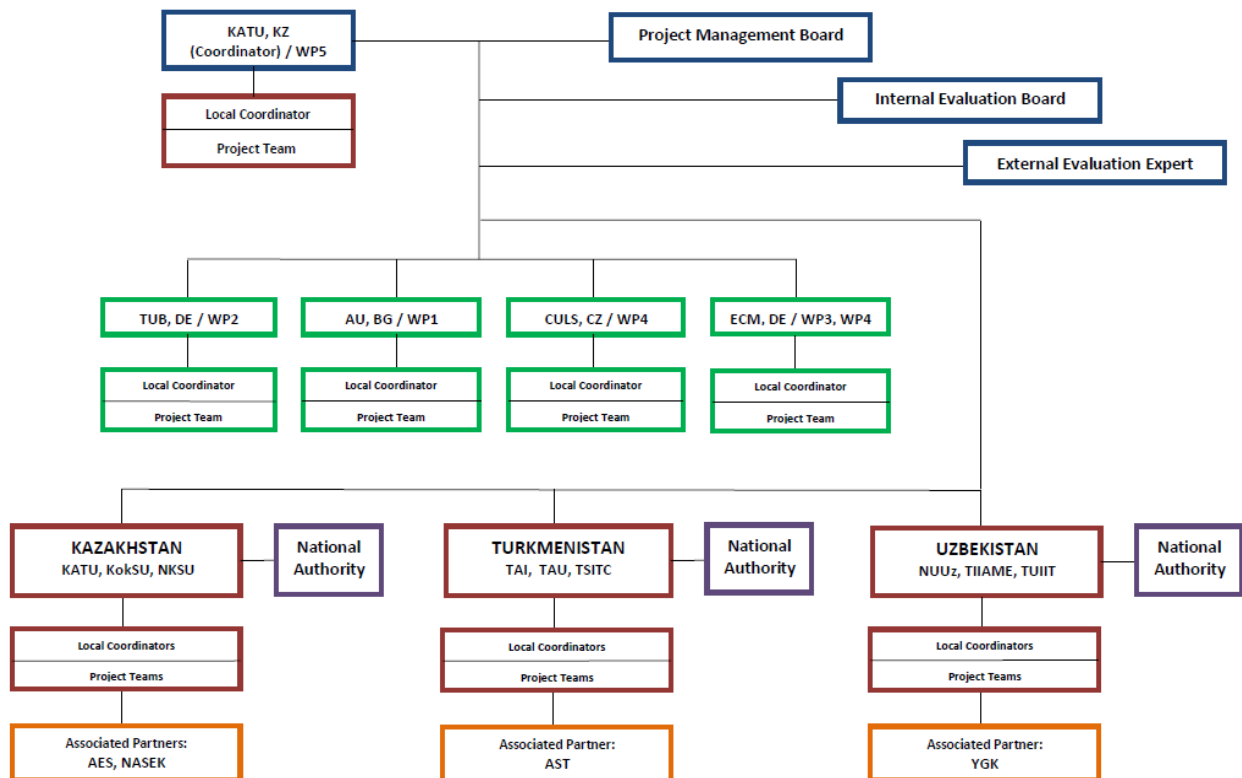 KATU, KZ
(Coordinator) / WP5
Project Management Board
Local Coordinator
Project Team
Internal Evaluation Board
External Evaluation Expert
TUB, DE / WP2
AU, BG / WP1
CULS, CZ / WP4
ECM, DE / WP3, WP4
Local Coordinator
Project Team
Local Coordinator
Project Team
Local Coordinator
Project Team
Local Coordinator
Project Team
KAZAKHSTAN
KATU, KokSU, NKSU
National
Authority
TURKMENISTAN
TAI, TAU, TSITC
National
Authority
UZBEKISTAN
NUUz, TIIAME, TUIIT
National
Authority
Local Coordinators
Project Teams
Local Coordinators
Project Teams
Local Coordinators
Project Teams
Associated Partners:
AES, NASEK
Associated Partner:
AST
Associated Partner:
YGK